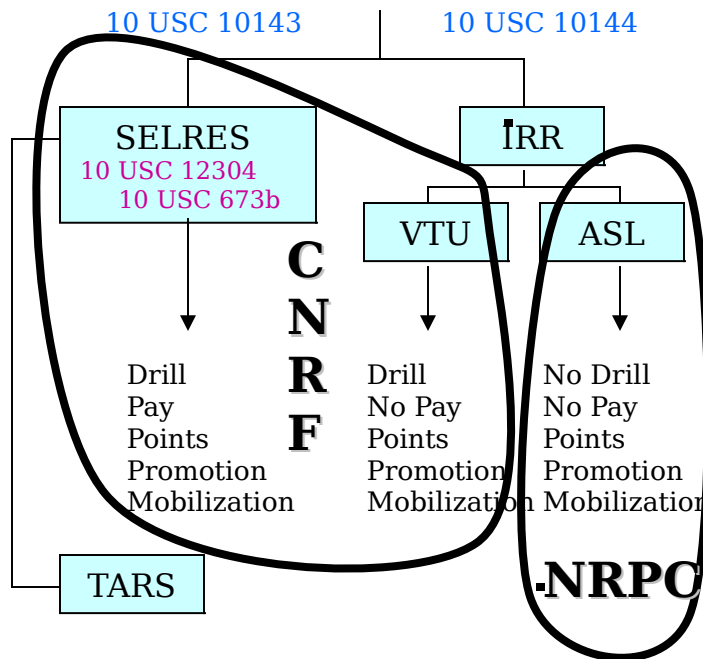 10 USC 10143
10 USC 10144
SELRES
10 USC 12304
10 USC 673b
IRR
VTU
ASL
C
N
R
F
Drill
Pay
Points
Promotion
Mobilization
Drill
No Pay
Points
Promotion
Mobilization
No Drill
No Pay
Points
Promotion
Mobilization
TARS
NRPC